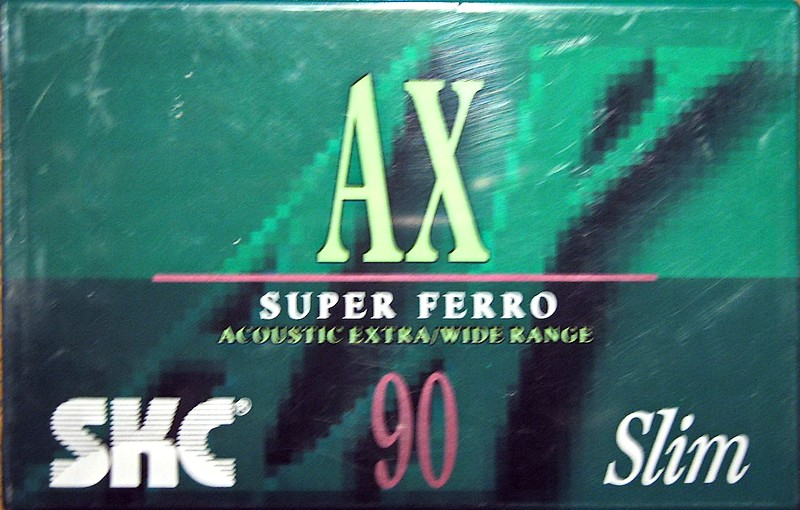 AX
SUPER FERRO
ACOUSTIC EXTRA/WIDE RANGE
SKC®
90
Slim